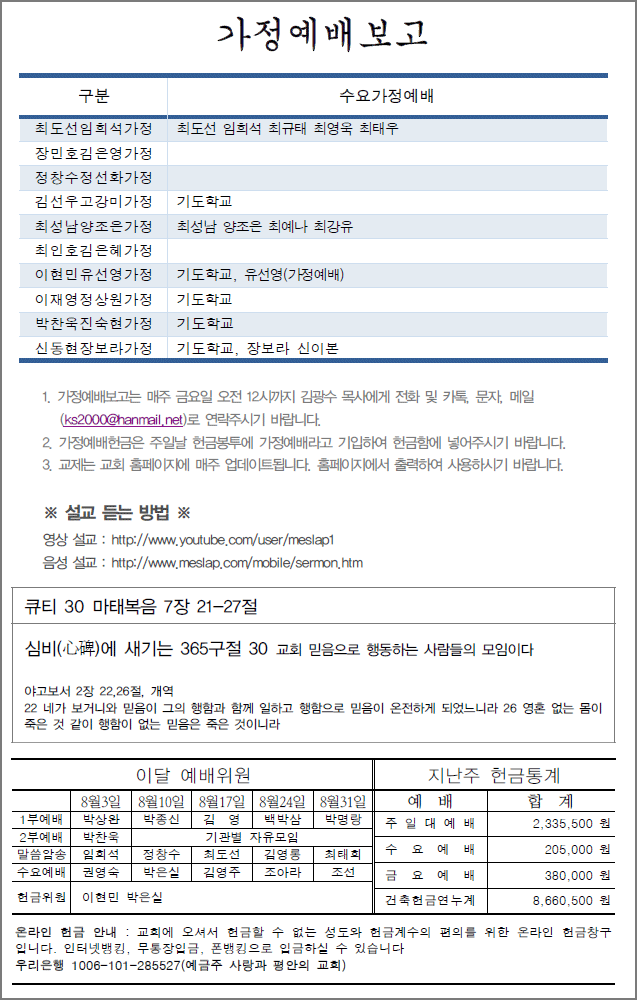 가정예배보고
구분 수요가정예배
최도선임희석가정 최도선 임희석 최규태 최영욱 최태우
장민호김은영가정
정창수정선화가정
김선우고강미가정 기도학교
최성남양조은가정 최성남 양조은 최예나 최강유
최인호김은혜가정
이현민유선영가정 기도학교, 유선영(가정예배)
이재영정상원가정 기도학교
박찬욱진숙현가정 기도학교
신동현장보라가정 기도학교, 장보라 신이본
1. 가정예배보고는 매주 금요일 오전 12시까지 김광수 목사에게 전화 및 카톡, 문자, 메일
(ks2000@hanmail.net)로 연락주시기 바랍니다.
2. 가정예배헌금은 주일날 헌금봉투에 가정예배라고 기입하여 헌금함에 넣어주시기 바랍니다.
3. 교제는 교회 홈페이지에 매주 업데이트됩니다. 홈페이지에서 출력하여 사용하시기 바랍니다.
※ 설교 듣는 방법 ※
영상 설교 : http://www.youtube.com/user/meslap1
음성 설교 : http://www.meslap.com/mobile/sermon.htm
큐티 30 마태복음 7장 21-27절
심비(心碑)에 새기는 365구절 30 교회 믿음으로 행동하는 사람들의 모임이다
야고보서 2장 22,26절, 개역
22 네가 보거니와 믿음이 그의 행함과 함께 일하고 행함으로 믿음이 온전하게 되었느니라 26 영혼 없는 몸이
죽은 것 같이 행함이 없는 믿음은 죽은 것이니라
이달 예배위원
8월3일 8월10일 8월17일 8월24일 8월31일
1부예배 박상완 박종신 김 영 백박삼 박명랑
2부예배 박찬욱 기관별 자유모임
말씀암송 임희석 정창수 최도선 김영롱 최태희
수요예배 권영숙 박은실 김영주 조아라 조선
헌금위원 이현민 박은실
지난주 헌금통계
예 배 합 계
주 일 대 예 배 2,335,500 원
수 요 예 배 205,000 원
금 요 예 배 380,000 원
건축헌금연누계 8,660,500 원
온라인 헌금 안내 : 교회에 오셔서 헌금할 수 없는 성도와 헌금계수의 편의를 위한 온라인 헌금창구
입니다. 인터넷뱅킹, 무통장입금, 폰뱅킹으로 입금하실 수 있습니다
우리은행 1006-101-285527(예금주 사랑과 평안의 교회)